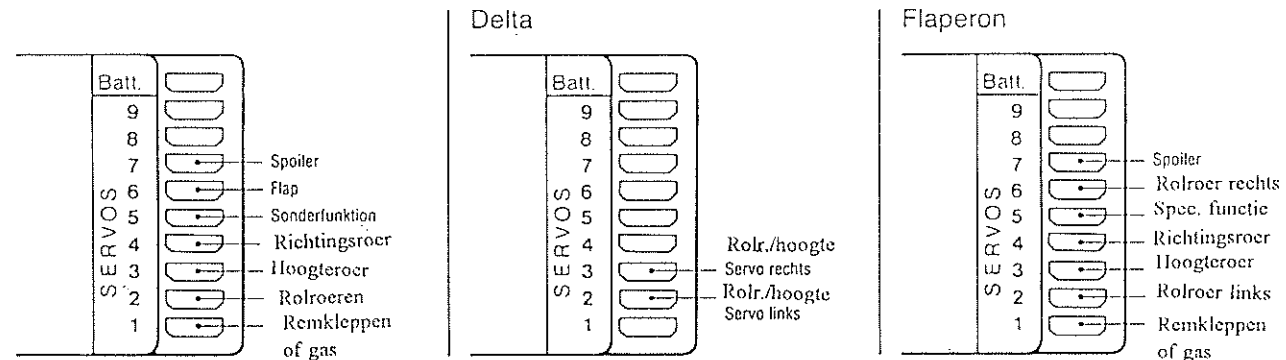 Batt.
9
8
7
6
5
4
3
2
1
SERVOS
Spoiler
Flap
Sonderfunktion
Richtingsroer
Hoogteroer
Rolroeren
Remkleppen
of gas
Delta
Batt.
9
8
7
6
5
4
3
2
1
SERVOS
Rolr./hoogte
Servo rechts
Rolr./hoogte
Servo links
Flaperon
Batt.
9
8
7
6
5
4
3
2
1
SERVOS
Spoiler
Rolroer rechts
Spec. functie
Richtingsroer
Hoogteroer
Rolroer links
Remkleppen
of gas